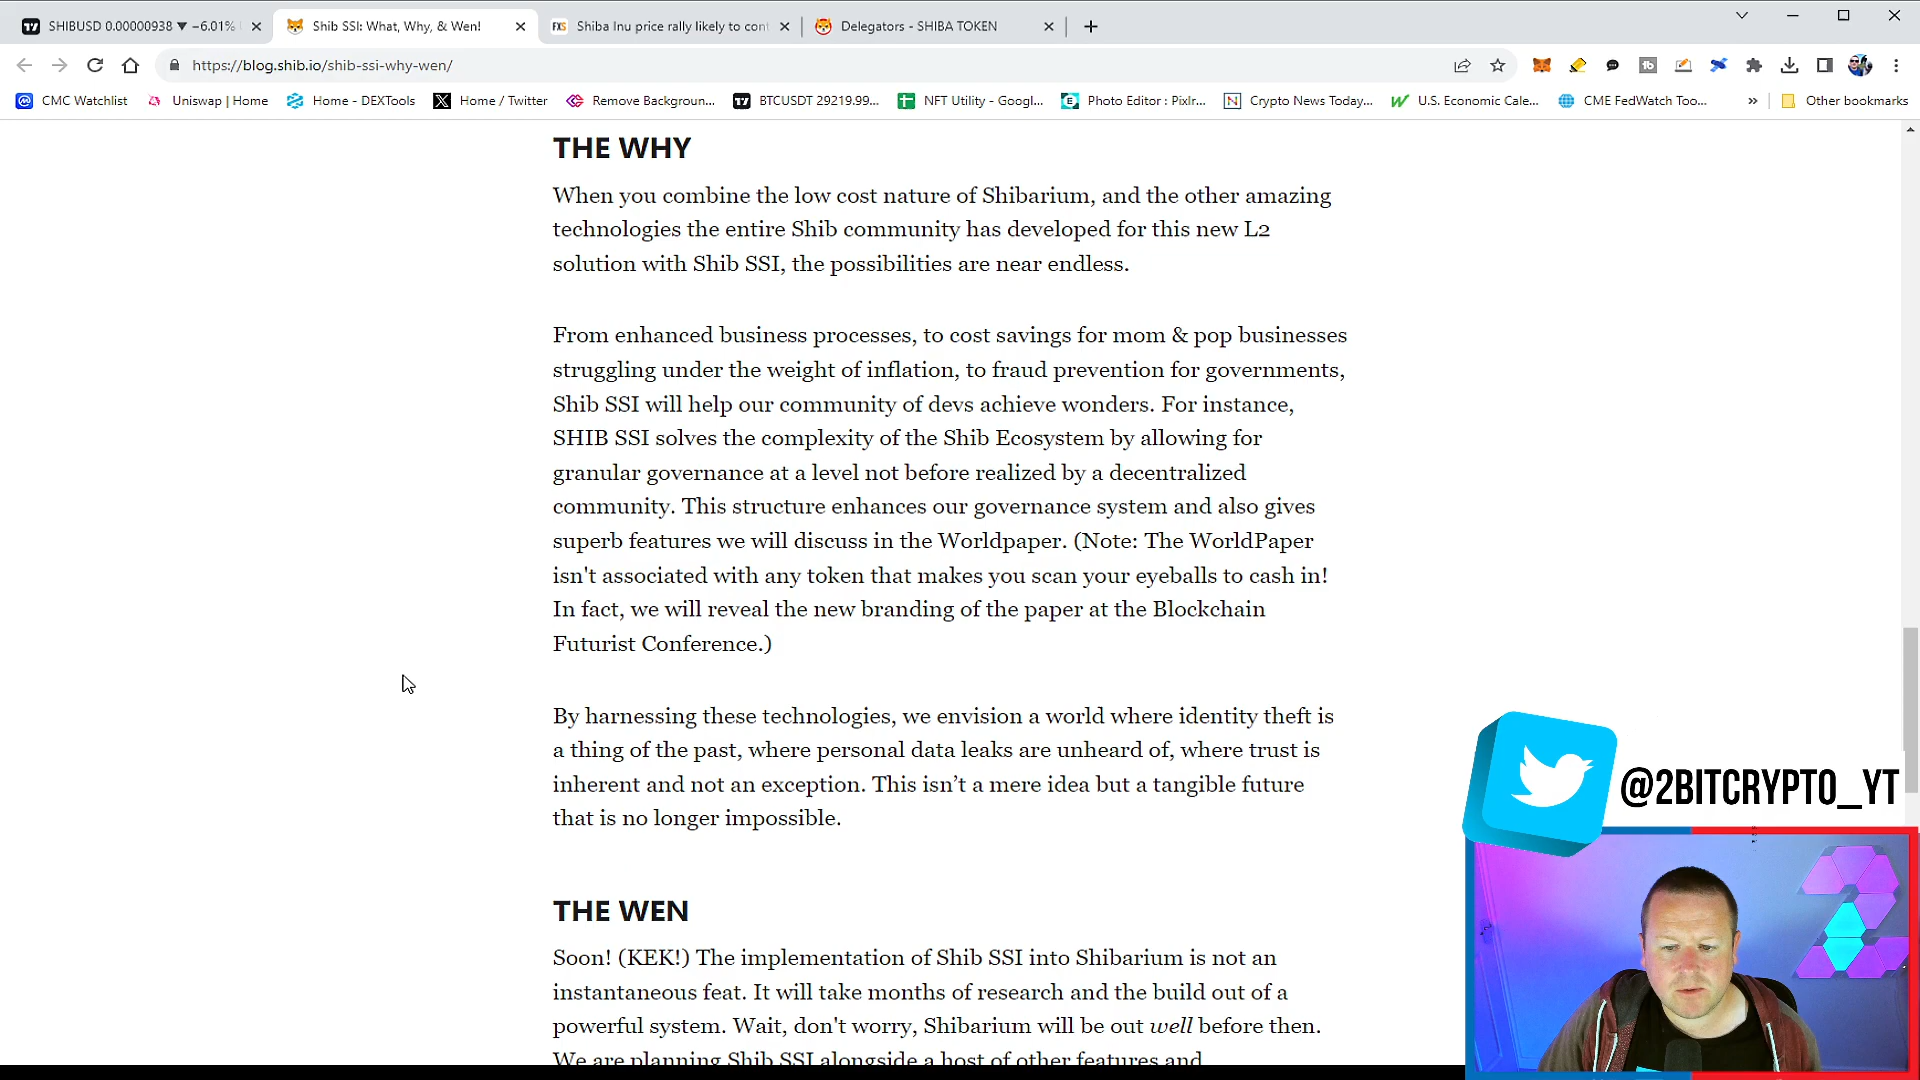 SHIBUSD 0.00000938 ▼ −6.01%
Shib SSI: What, Why, & Wen!
FXS
Shiba Inu price rally likely to cont
Delegators - SHIBA TOKEN
https://blog.shib.io/shib-ssi-why-wen/
CMC Watchlist
Uniswap | Home
Home - DEXTools
Home / Twitter
Remove Backgroun...
BTCUSDT 29219.99...
NFT Utility - Googl...
Photo Editor : Pixlr...
Crypto News Today...
U.S. Economic Cale...
CME FedWatch Too...
»
Other bookmarks
THE WHY
When you combine the low cost nature of Shibarium, and the other amazing
technologies the entire Shib community has developed for this new L2
solution with Shib SSI, the possibilities are near endless.
From enhanced business processes, to cost savings for mom & pop businesses
struggling under the weight of inflation, to fraud prevention for governments,
Shib SSI will help our community of devs achieve wonders. For instance,
SHIB SSI solves the complexity of the Shib Ecosystem by allowing for
granular governance at a level not before realized by a decentralized
community. This structure enhances our governance system and also gives
superb features we will discuss in the Worldpaper. (Note: The WorldPaper
isn't associated with any token that makes you scan your eyeballs to cash in!
In fact, we will reveal the new branding of the paper at the Blockchain
Futurist Conference.)
By harnessing these technologies, we envision a world where identity theft is
a thing of the past, where personal data leaks are unheard of, where trust is
inherent and not an exception. This isn’t a mere idea but a tangible future
that is no longer impossible.
@2BITCRYPTO_YT
THE WEN
Soon! (KEK!) The implementation of Shib SSI into Shibarium is not an
instantaneous feat. It will take months of research and the build out of a
powerful system. Wait, don't worry, Shibarium will be out well before then.
We are planning Shib SSI alongside a host of other features and